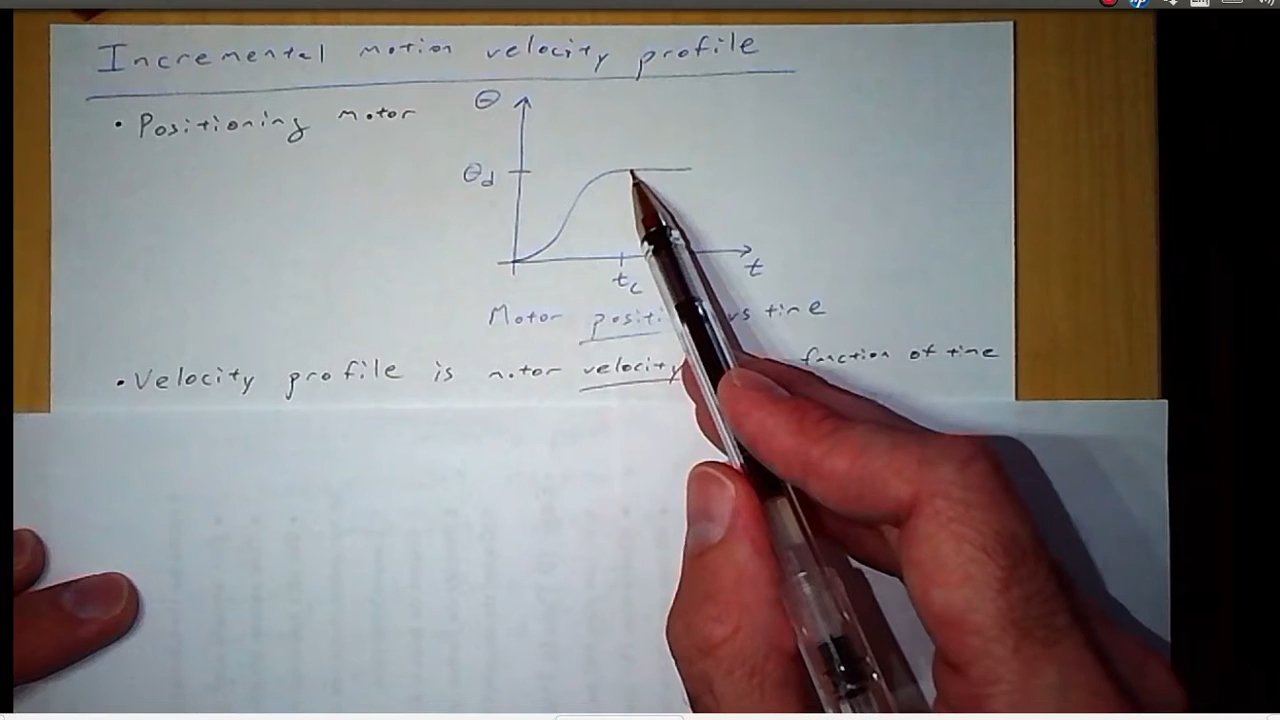 Incremental motion velocity profile
• Positioning motor
θ
θd
tc
t
Motor positi vs time
• Velocity profile is motor velocity function of time